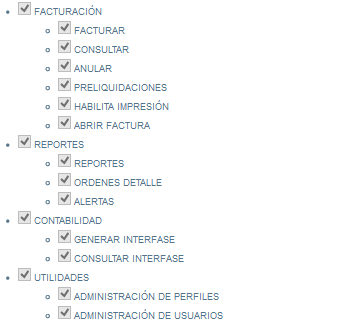 FACTURACIÓN
FACTURAR
CONSULTAR
ANULAR
PRELIQUIDACIONES
HABILITA IMPRESIÓN
ABRIR FACTURA
REPORTES
REPORTES
ORDENES DETALLE
ALERTAS
CONTABILIDAD
GENERAR INTERFASE
CONSULTAR INTERFASE
UTILIDADES
ADMINISTRACIÓN DE PERFILES
ADMINISTRACIÓN DE USUARIOS